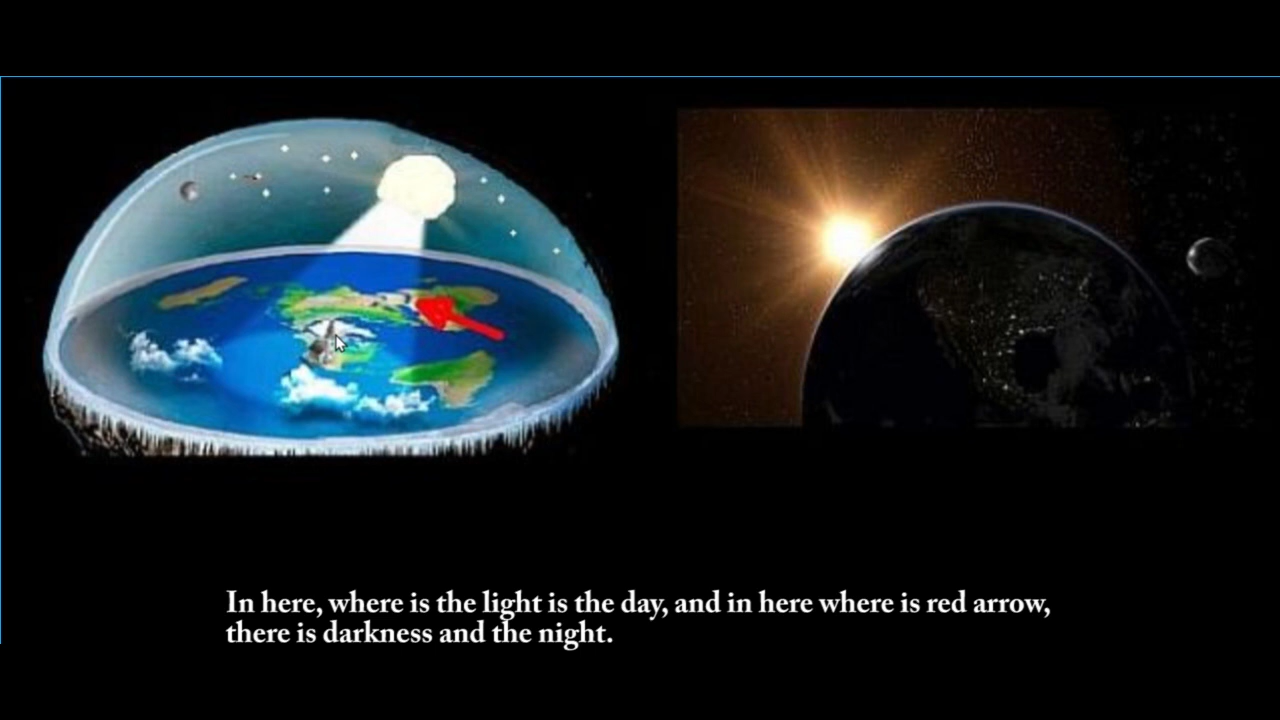 In here, where is the light is the day, and in here where is red arrow,
there is darkness and the night.